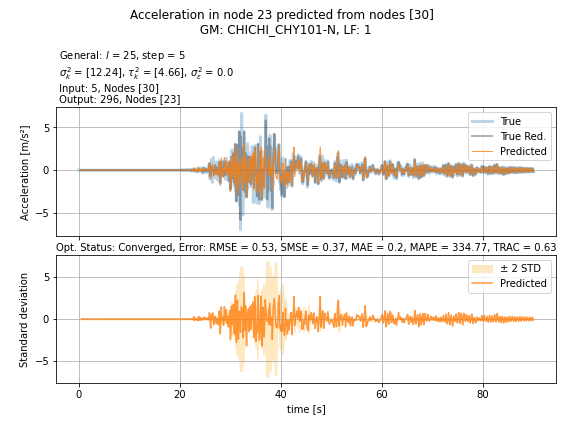 Acceleration in node 23 predicted from nodes [30]
GM: CHICHI_CHY101-N, LF: 1
General: l = 25, step = 5
σ²ₖ = [12.24], τ²ₖ = [4.66], σ²ε = 0.0
Input: 5, Nodes [30]
Output: 296, Nodes [23]
Acceleration [m/s²]
5
0
−5
True
True Red.
Predicted
Opt. Status: Converged, Error: RMSE = 0.53, SMSE = 0.37, MAE = 0.2, MAPE = 334.77, TRAC = 0.63
Standard deviation
5
0
−5
± 2 STD
Predicted
0 20 40 60 80
time [s]